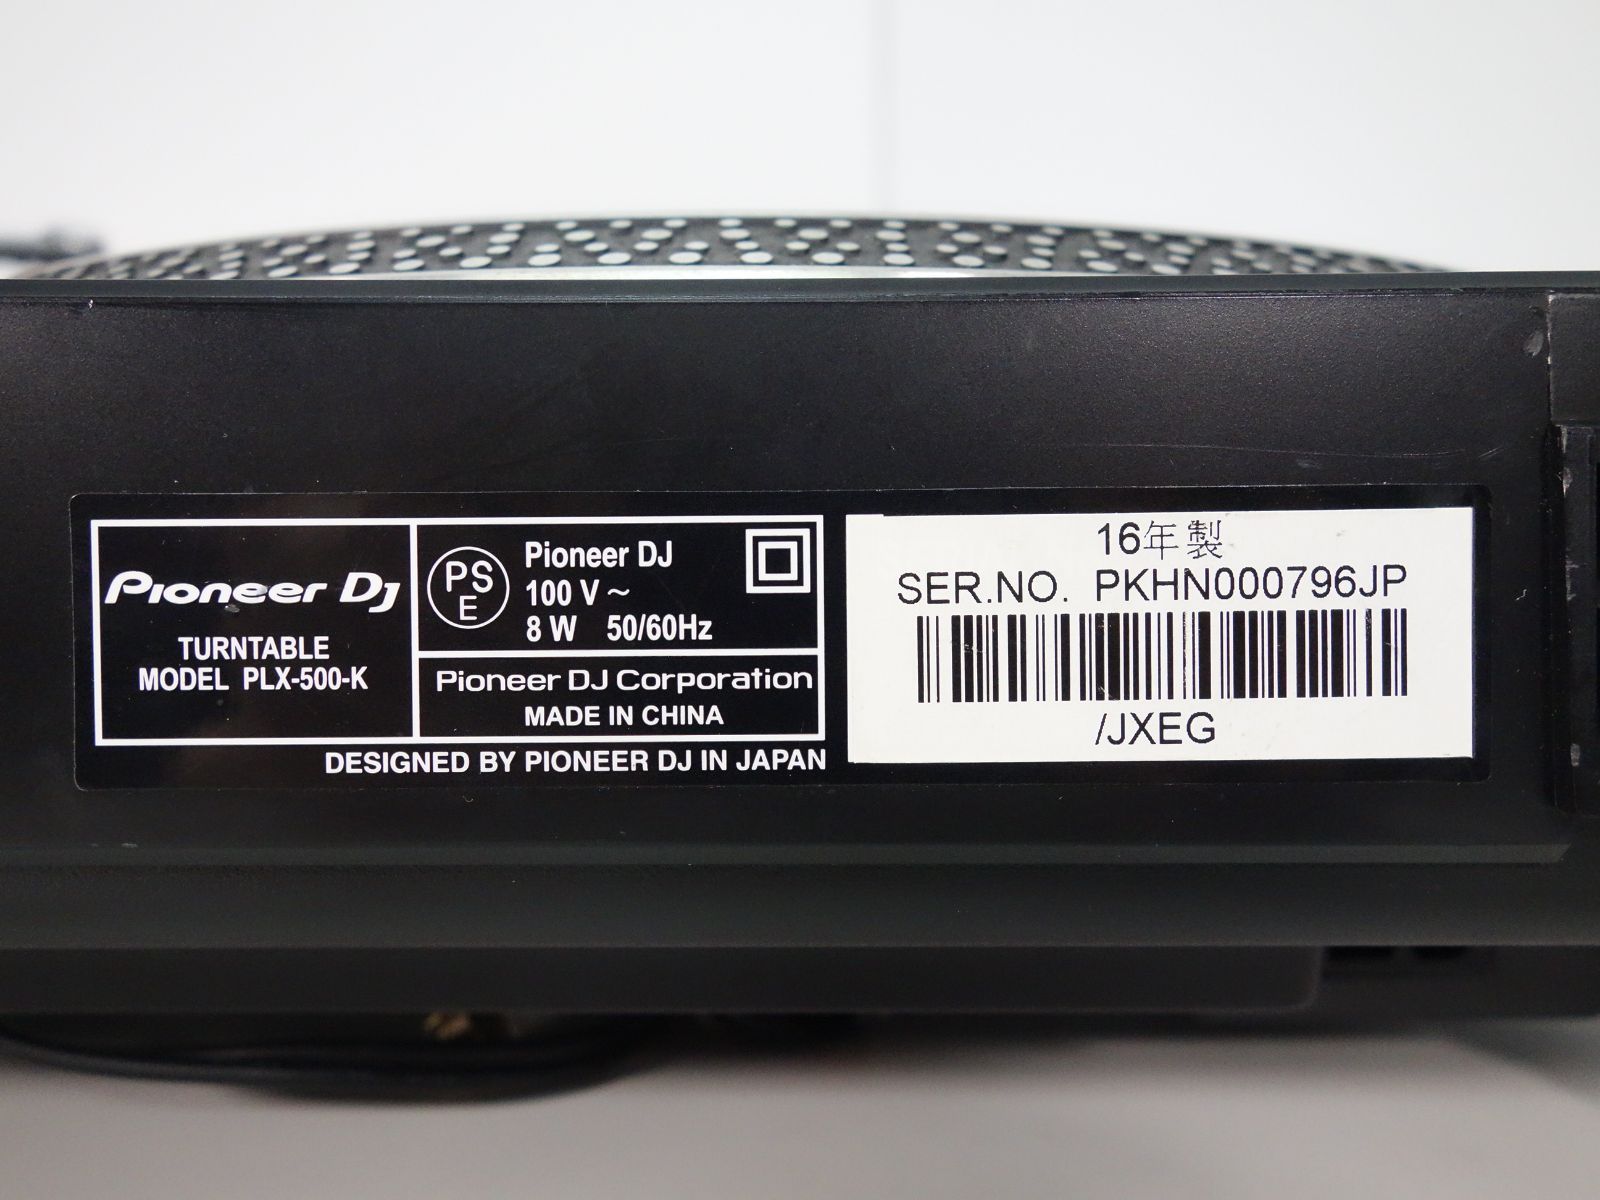 Pioneer DJ
TURNTABLE
MODEL PLX-500-K
PS
E
Pioneer DJ
100 V ~
8 W 50/60Hz
Pioneer DJ Corporation
MADE IN CHINA
DESIGNED BY PIONEER DJ IN JAPAN
16年製
SER.NO. PKHN000796JP
/JXEG